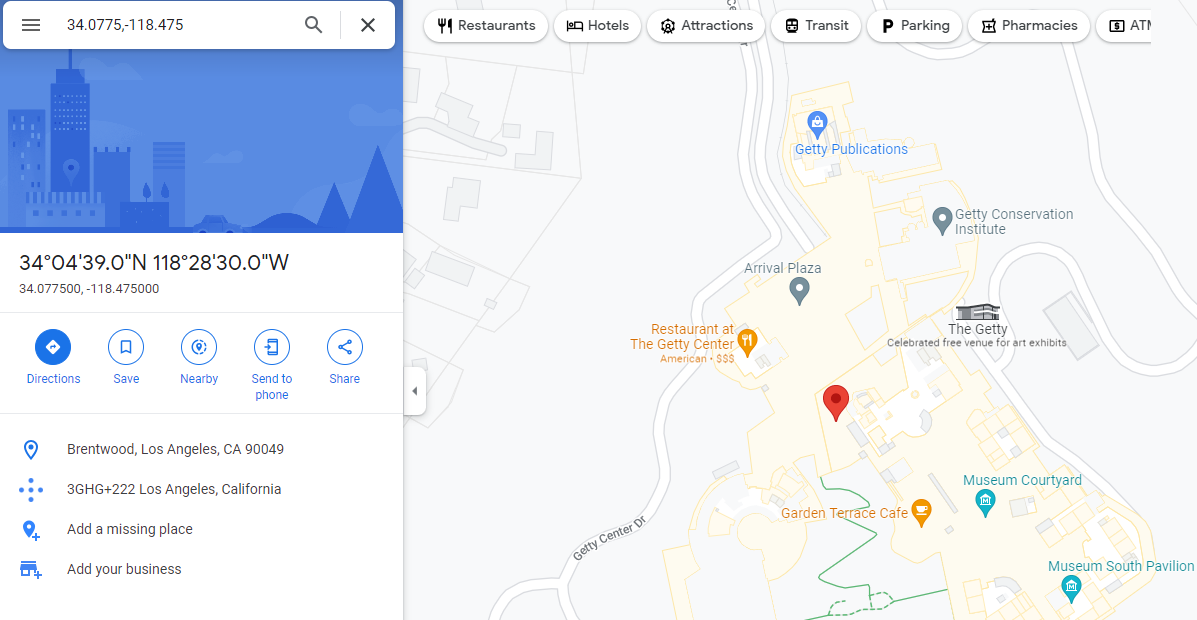 34.0775,-118.475
Restaurants
Hotels
Attractions
Transit
Parking
Pharmacies
34°04'39.0"N 118°28'30.0"W
34.077500, -118.475000
Directions
Save
Nearby
Send to
phone
Share
Brentwood, Los Angeles, CA 90049
3GHG+222 Los Angeles, California
Add a missing place
Add your business
Getty Publications
Getty Conservation
Institute
Arrival Plaza
The Getty
Celebrated free venue for art exhibits
Restaurant at
The Getty Center
American • $$$
Museum Courtyard
Garden Terrace Cafe
Getty Center Dr
Museum South Pavilion